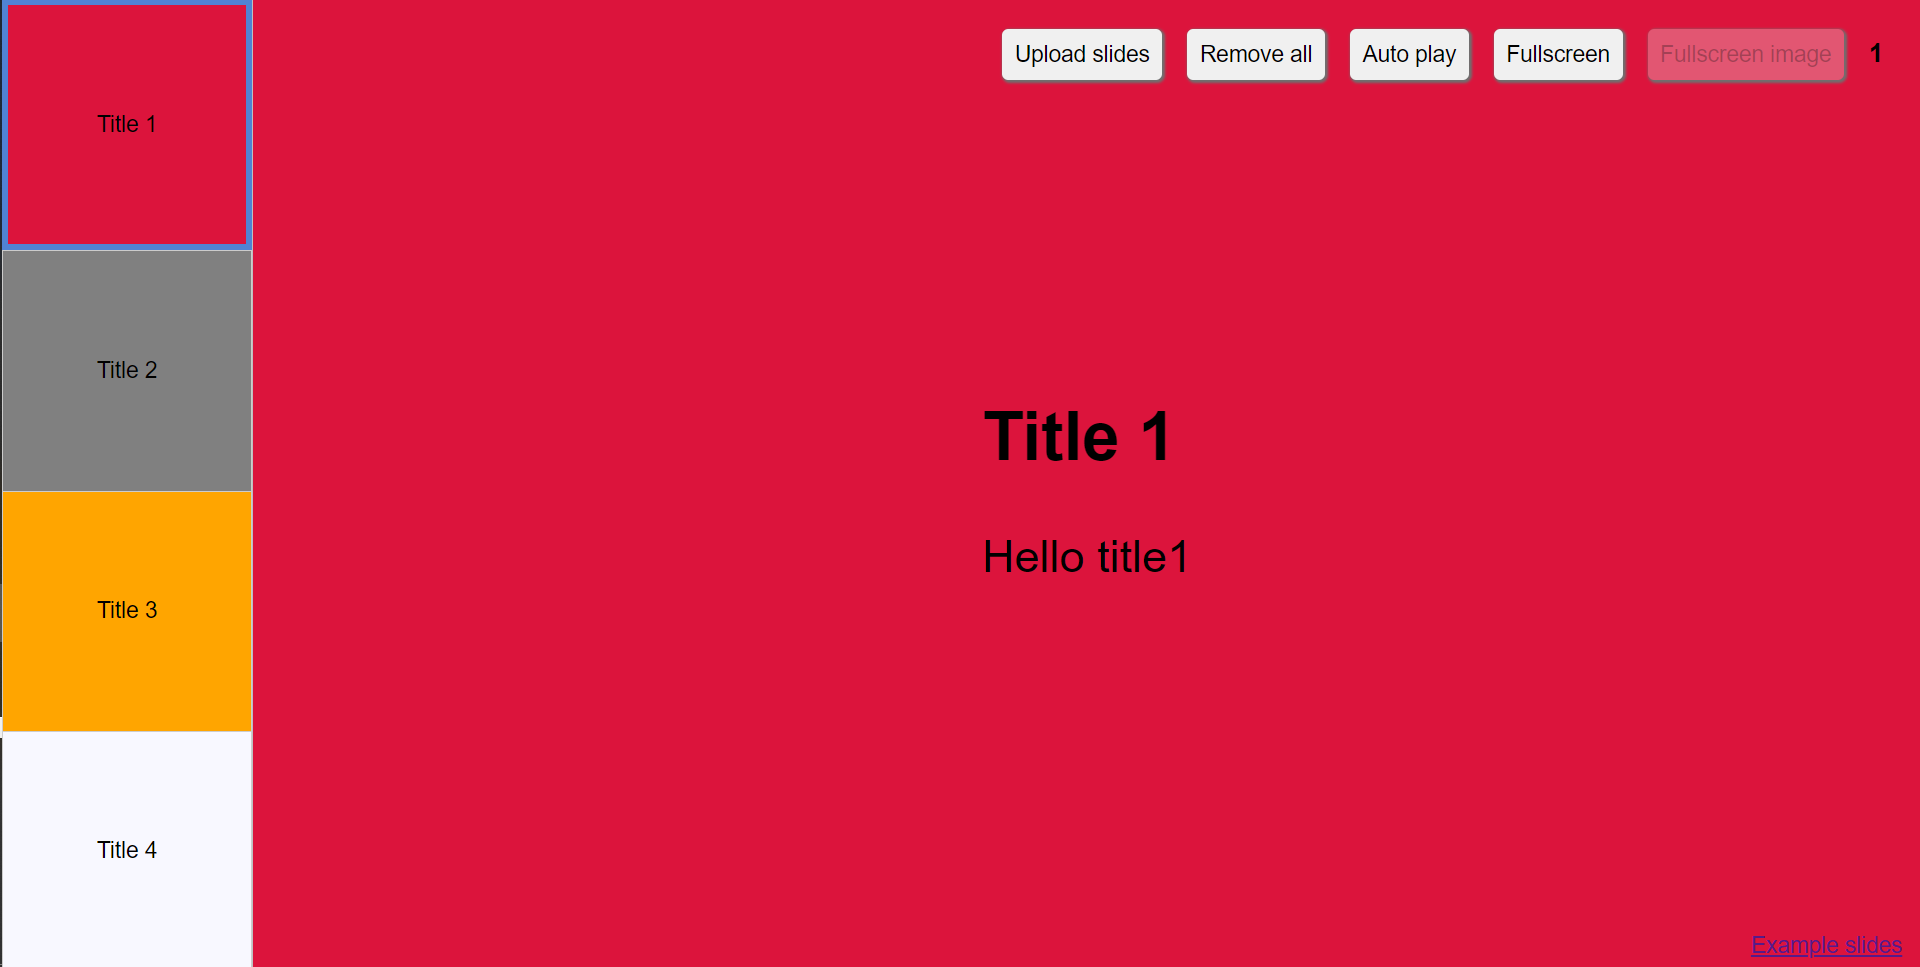 Title 1
Title 2
Title 3
Title 4
Upload slides
Remove all
Auto play
Fullscreen
Fullscreen image
1
Title 1
Hello title1
Example slides